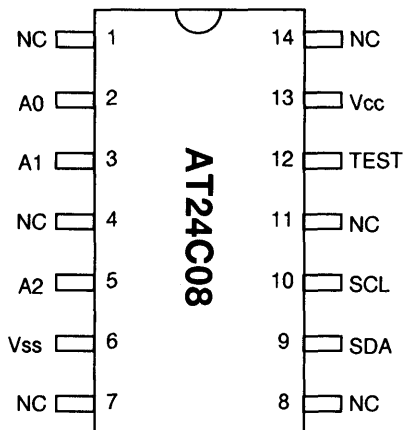 NC 1 14 NC
A0 2 13 Vcc
A1 3 12 TEST
NC 4 11 NC
A2 5 10 SCL
Vss 6 9 SDA
NC 7 8 NC
AT24C08